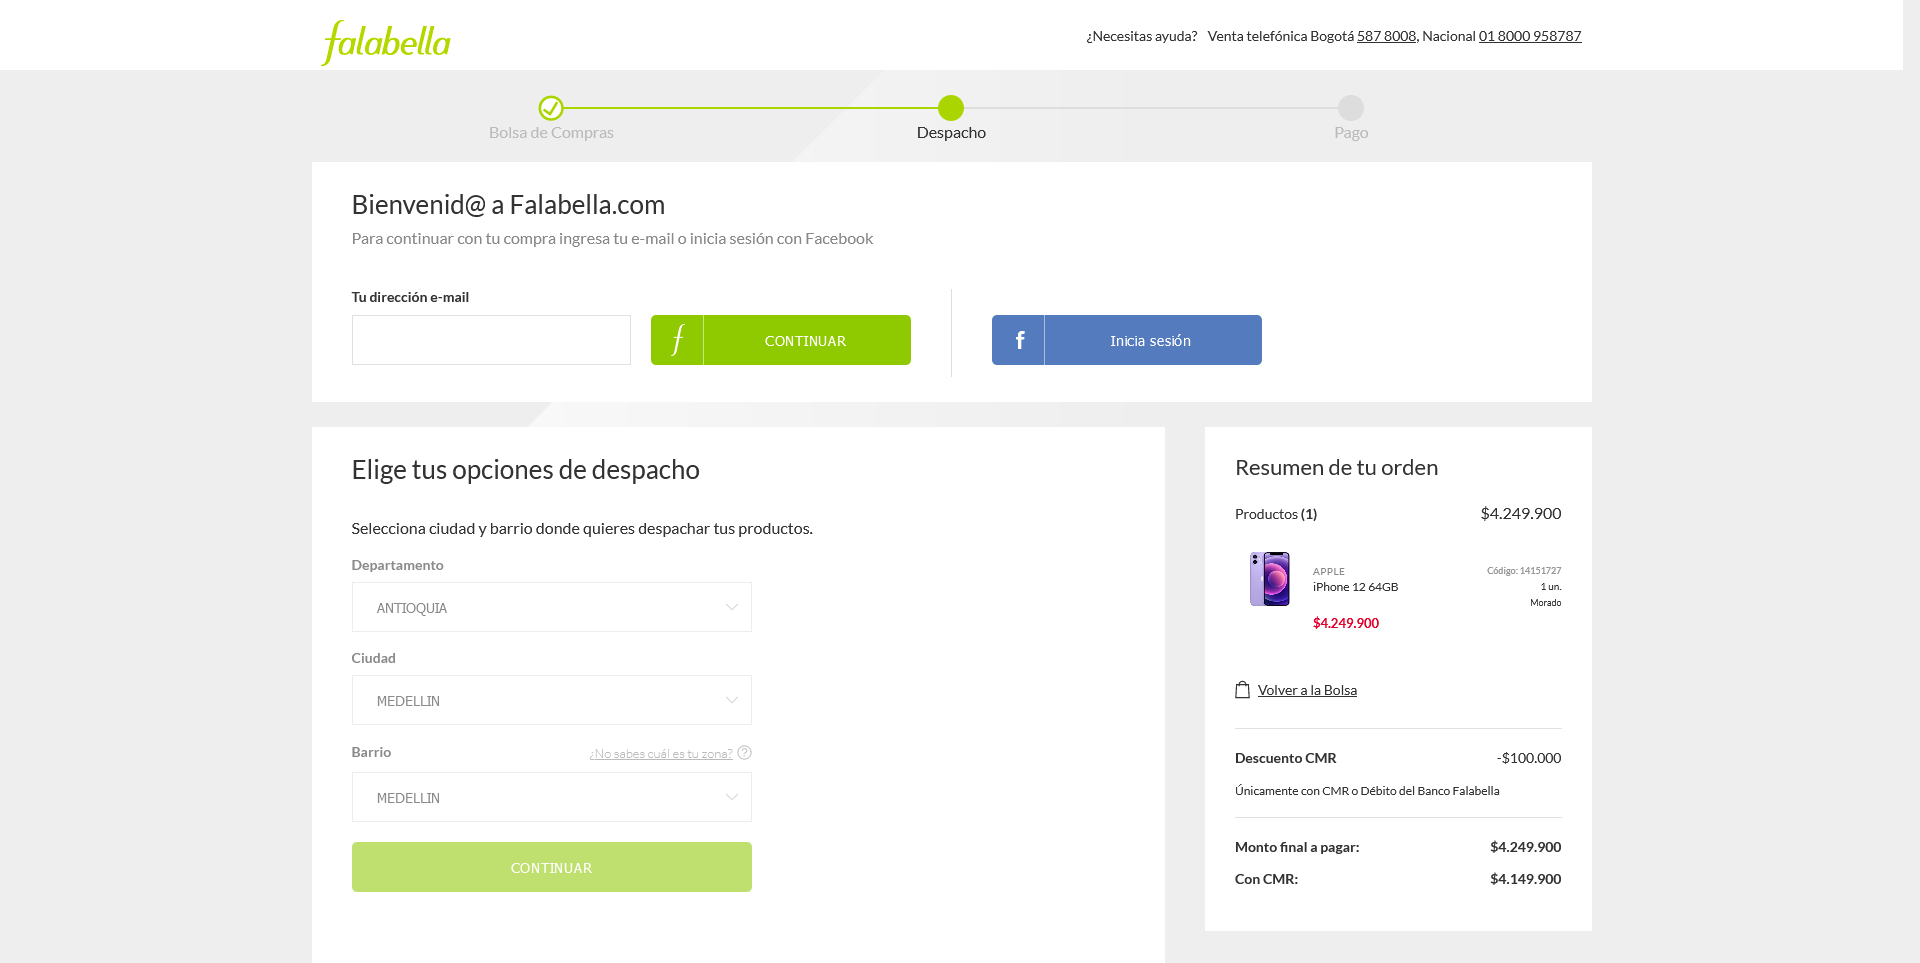 falabella
¿Necesitas ayuda? Venta telefónica Bogotá 587 8008, Nacional 01 8000 958787
Bolsa de Compras
Despacho
Pago
Bienvenid@ a Falabella.com
Para continuar con tu compra ingresa tu e-mail o inicia sesión con Facebook
Tu dirección e-mail
f CONTINUAR
f Inicia sesión
Elige tus opciones de despacho
Selecciona ciudad y barrio donde quieres despachar tus productos.
Departamento
ANTIOQUIA
Ciudad
MEDELLIN
Barrio ¿No sabes cuál es tu zona? ?
MEDELLIN
CONTINUAR
Resumen de tu orden
Productos (1) $4.249.900
APPLE Código: 14151727
iPhone 12 64GB 1 un.
Morado
$4.249.900
Volver a la Bolsa
Descuento CMR -$100.000
Únicamente con CMR o Débito del Banco Falabella
Monto final a pagar: $4.249.900
Con CMR: $4.149.900